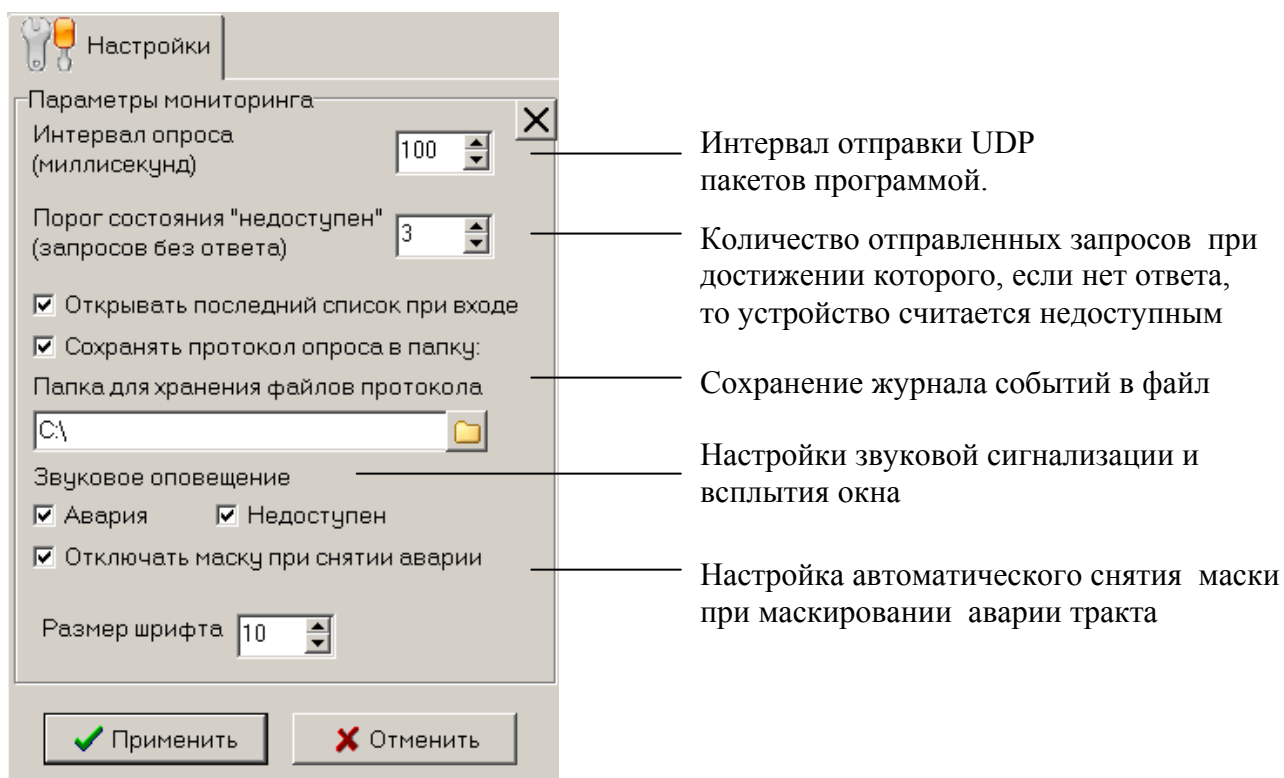 Настройки
Параметры мониторинга
Интервал опроса
(миллисекунд)
100
Порог состояния "недоступен"
(запросов без ответа)
3
Открывать последний список при входе
Сохранять протокол опроса в папку:
Папка для хранения файлов протокола
C:\
Звуковое оповещение
Авария
Недоступен
Отключать маску при снятии аварии
Размер шрифта
10
Применить
Отменить
Интервал отправки UDP
пакетов программой.
Количество отправленных запросов при
достижении которого, если нет ответа,
то устройство считается недоступным
Сохранение журнала событий в файл
Настройки звуковой сигнализации и
всплытия окна
Настройка автоматического снятия маски
при маскировании аварии тракта